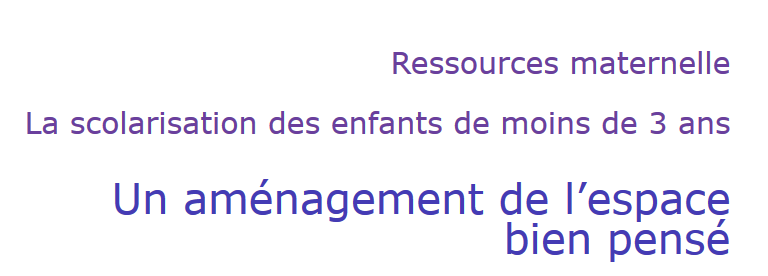 Ressources maternelle
La scolarisation des enfants de moins de 3 ans
Un aménagement de l’espace
bien pensé